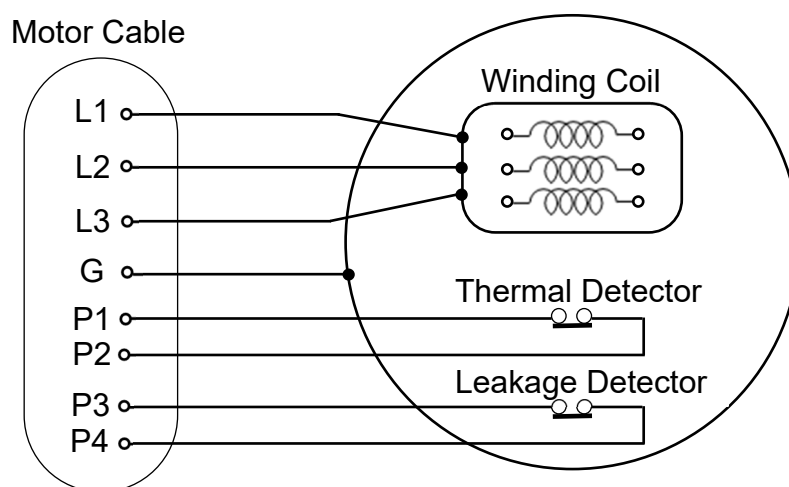 Motor Cable
Winding Coil
L1
L2
L3
G
Thermal Detector
P1
P2
Leakage Detector
P3
P4